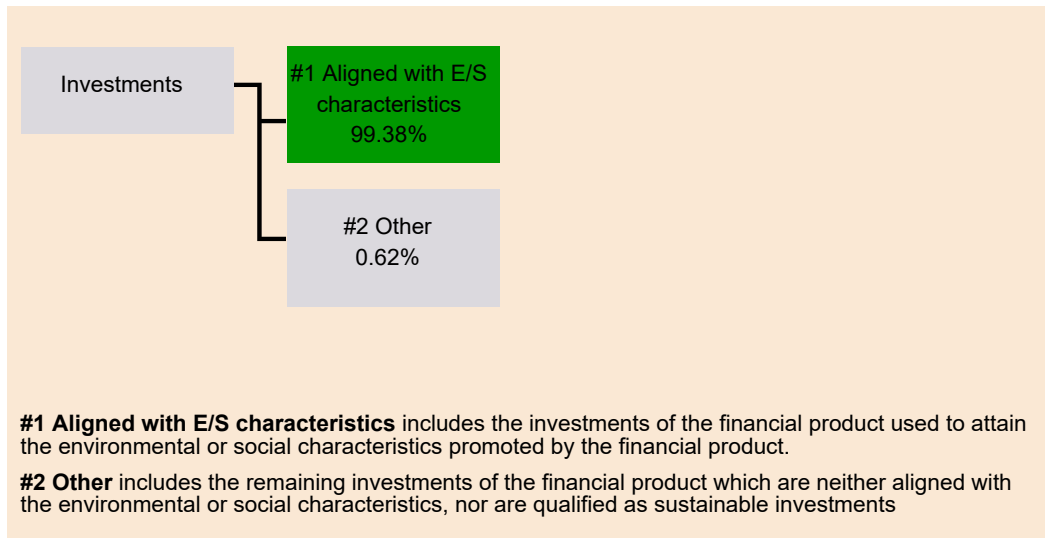 Investments
#1 Aligned with E/S
characteristics
99.38%
#2 Other
0.62%
#1 Aligned with E/S characteristics includes the investments of the financial product used to attain
the environmental or social characteristics promoted by the financial product.
#2 Other includes the remaining investments of the financial product which are neither aligned with
the environmental or social characteristics, nor are qualified as sustainable investments